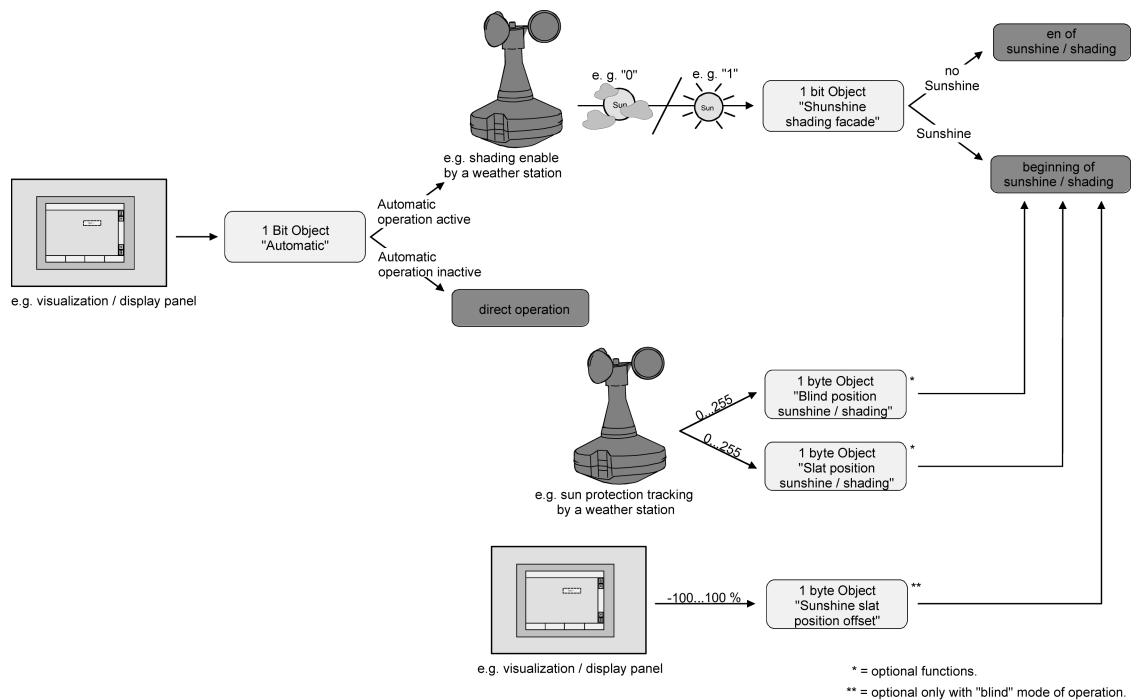 en of
sunshine / shading
no
Sunshine
e. g. "0"
e. g. "1"
Sun
Sun
1 bit Object
"Shunshine
shading facade"
Sunshine
e.g. shading enable
by a weather station
beginning of
sunshine / shading
Automatic
operation active
1 Bit Object
"Automatic"
Automatic
operation inactive
e.g. visualization / display panel
direct operation
0...255
1 byte Object
"Blind position
sunshine / shading"
*
0...255
1 byte Object
"Slat position
sunshine / shading"
*
e.g. sun protection tracking
by a weather station
-100...100 %
1 byte Object
"Sunshine slat
position offset"
**
e.g. visualization / display panel
* = optional functions.
** = optional only with "blind" mode of operation.